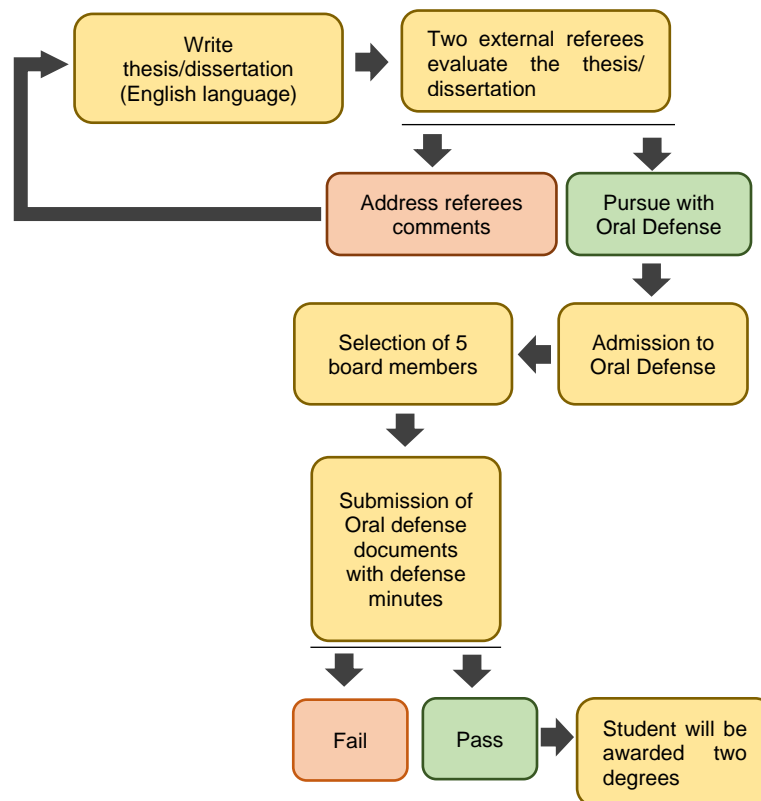 Write
thesis/dissertation
(English language)
Two external referees
evaluate the thesis/
dissertation
Address referees
comments
Pursue with
Oral Defense
Selection of 5
board members
Admission to
Oral Defense
Submission of
Oral defense
documents
with defense
minutes
Fail
Pass
Student will be
awarded two
degrees